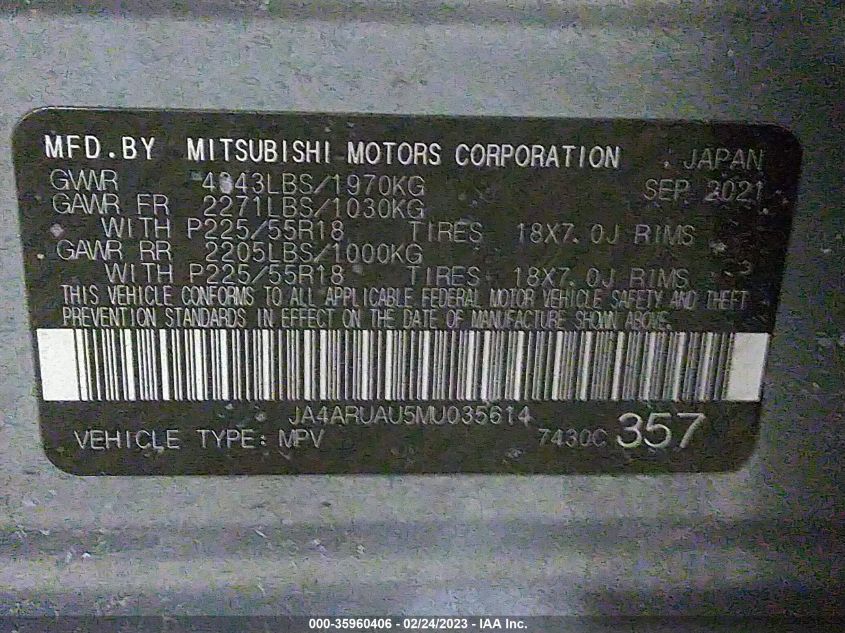 MFD.BY MITSUBISHI MOTORS CORPORATION JAPAN
GVWR 4343LBS/1970KG SEP 2021
GAWR FR 2271LBS/1030KG
WITH P225/55R18 TIRES 18X7.0J RIMS
GAWR RR 2205LBS/1000KG
WITH P225/55R18 TIRES 18X7.0J RIMS
THIS VEHICLE CONFORMS TO ALL APPLICABLE FEDERAL MOTOR VEHICLE SAFETY AND THEFT
PREVENTION STANDARDS IN EFFECT ON THE DATE OF MANUFACTURE SHOWN ABOVE.
JA4ARUAU5MU035614
VEHICLE TYPE: MPV 7430C 357
000-35960406 - 02/24/2023 - IAA Inc.